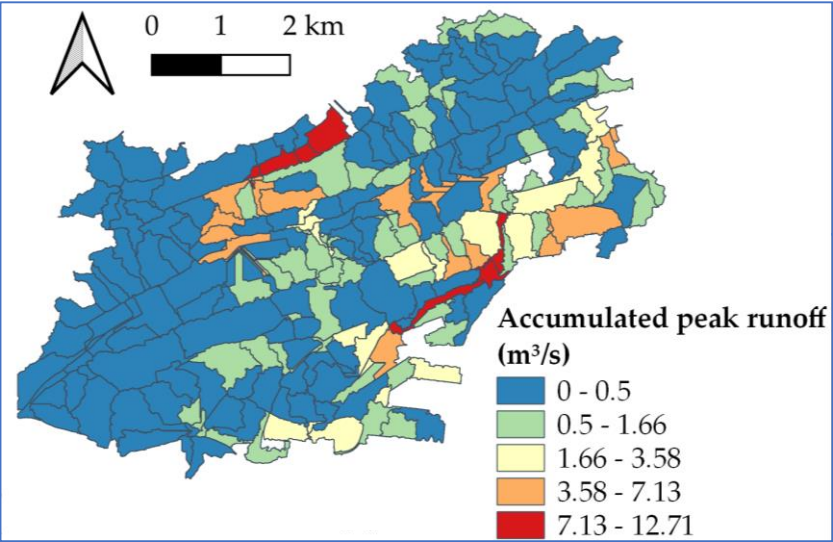 0 1 2 km
Accumulated peak runoff
(m³/s)
0 - 0.5
0.5 - 1.66
1.66 - 3.58
3.58 - 7.13
7.13 - 12.71